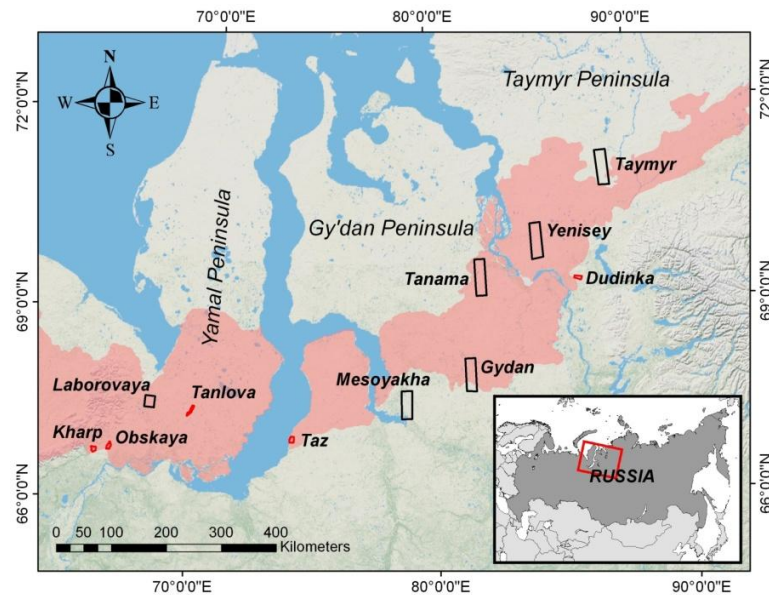 70°0'0"E
80°0'0"E
90°0'0"E
72°0'0"N
72°0'0"N
N
W
E
S
Taymyr Peninsula
Taymyr
Yamal Peninsula
Gy'dan Peninsula
Yenisey
Tanama
Dudinka
69°0'0"N
69°0'0"N
Gydan
Mesoyakha
Laborovaya
Tanlova
Kharp
Obskaya
Taz
66°0'0"N
66°0'0"N
RUSSIA
0 50 100 200 300 400
Kilometers
70°0'0"E
80°0'0"E
90°0'0"E